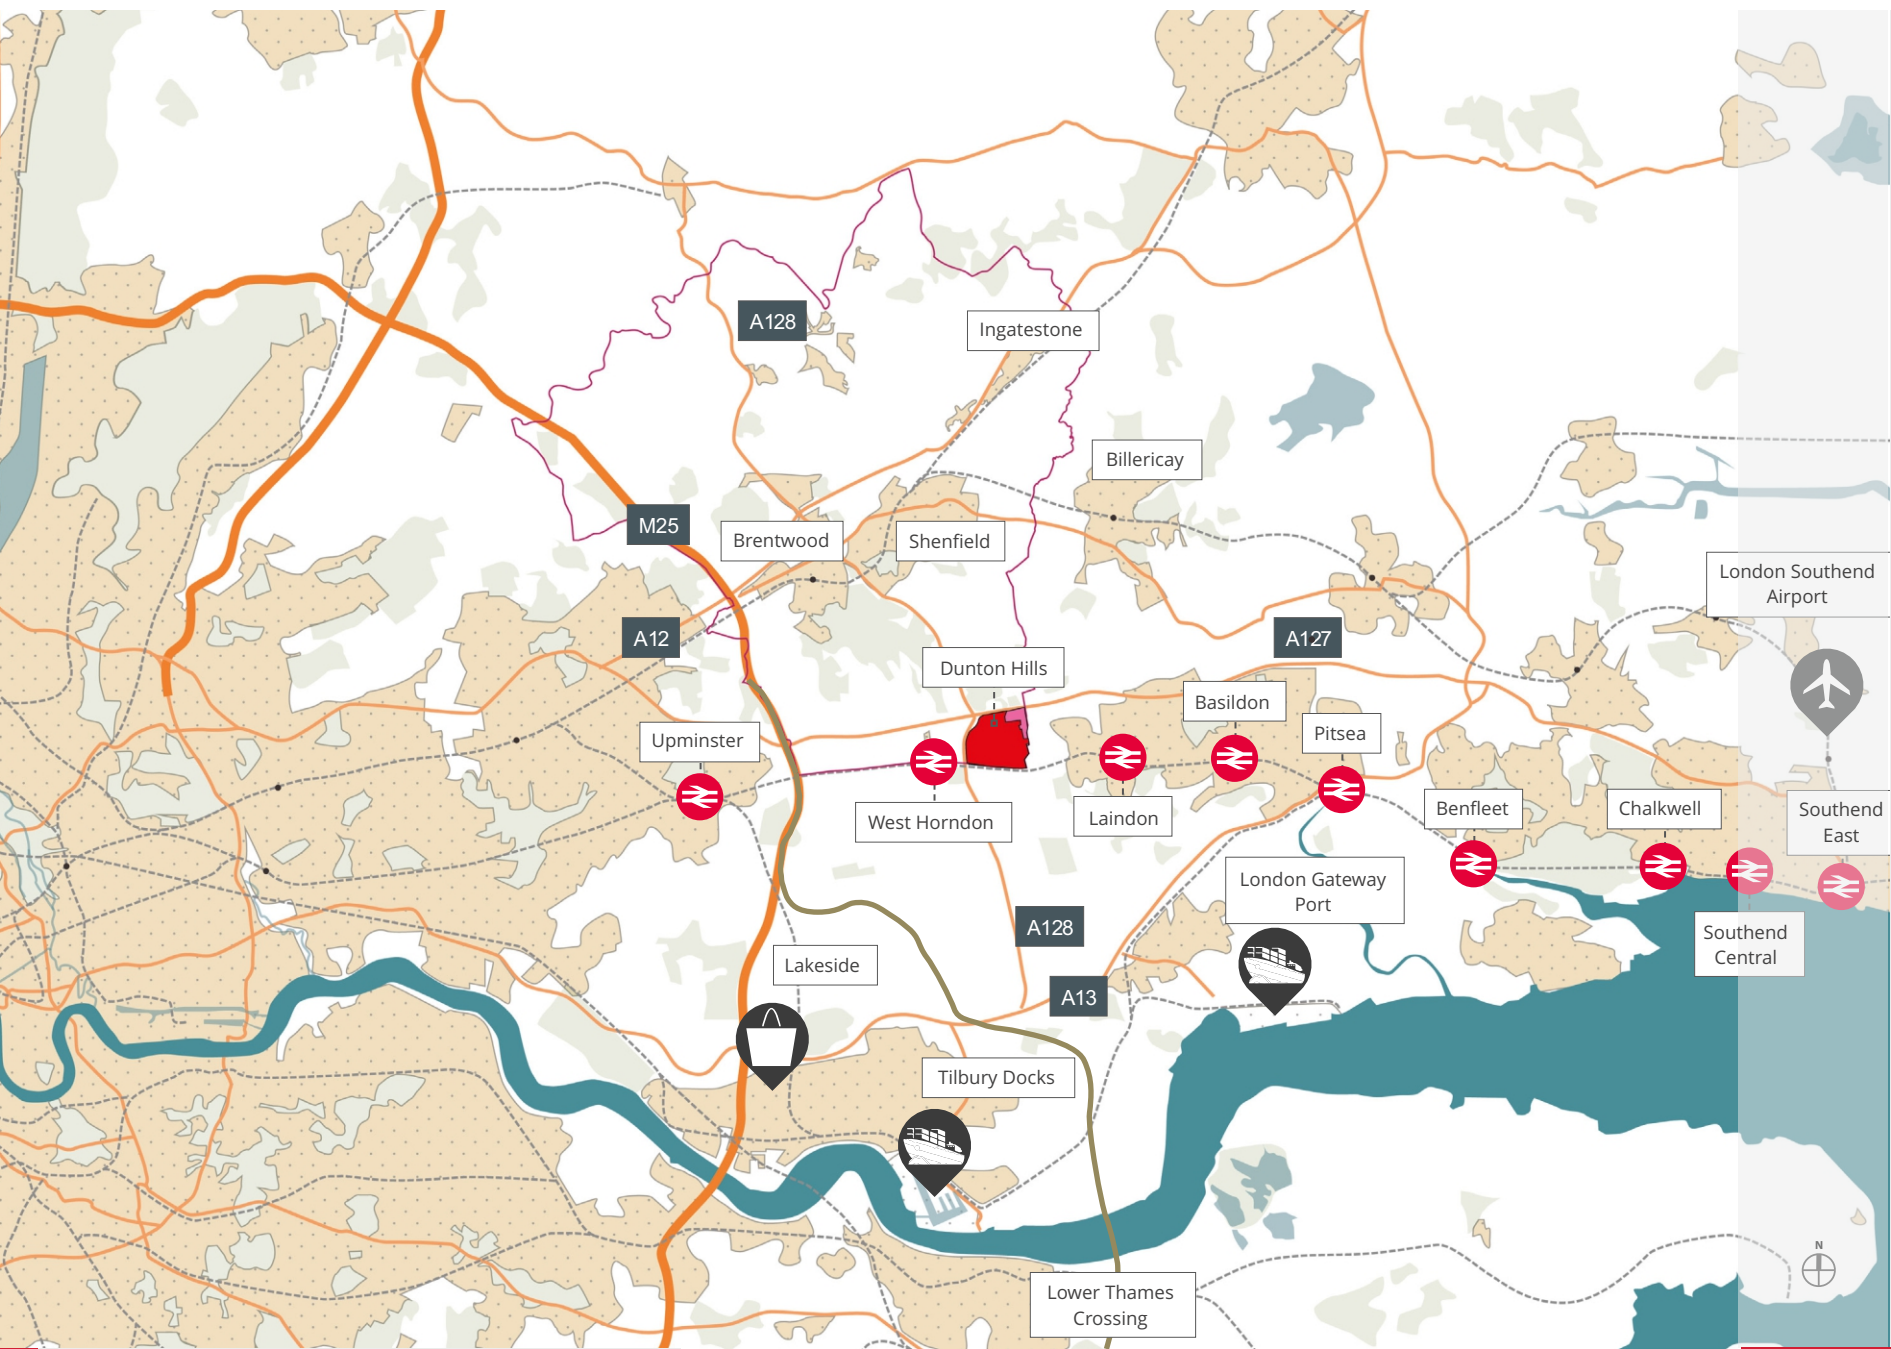 A128
Ingatestone
Billericay
M25
Brentwood
Shenfield
London Southend
Airport
A12
A127
Dunton Hills
Basildon
Upminster
Pitsea
West Horndon
Laindon
Benfleet
Chalkwell
Southend
East
London Gateway
Port
A128
Southend
Central
Lakeside
A13
Tilbury Docks
N
Lower Thames
Crossing